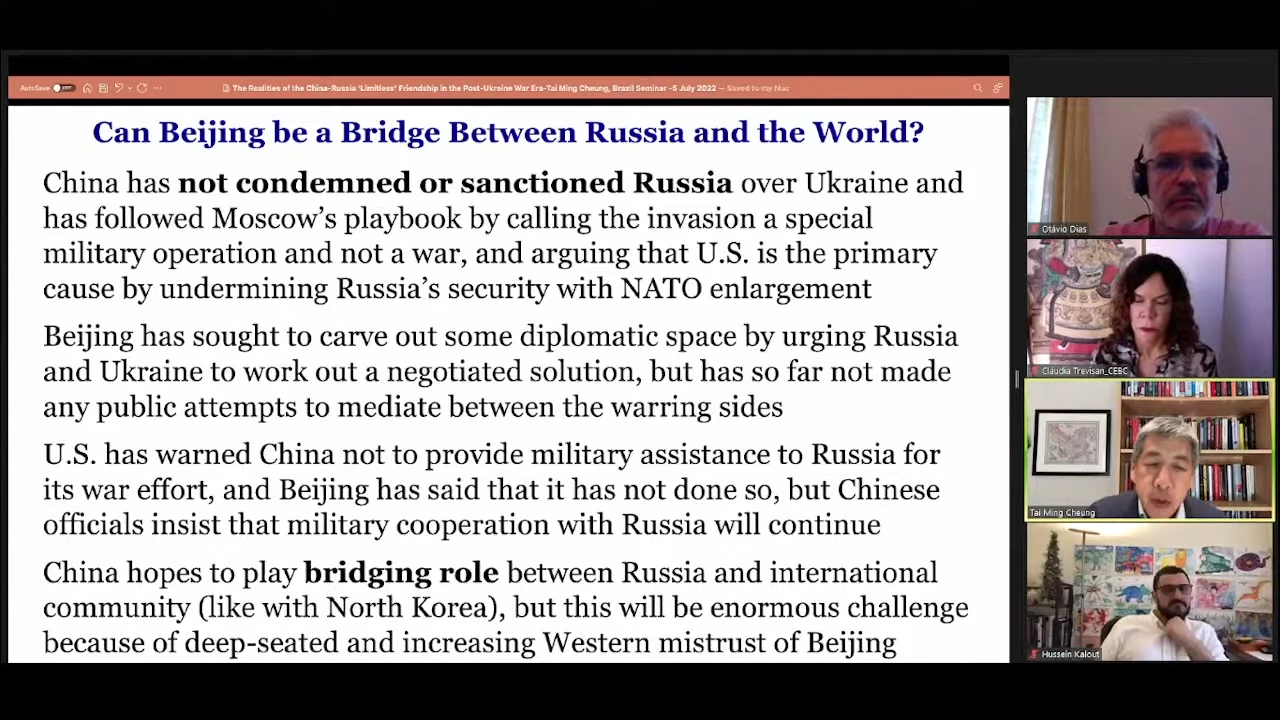 AutoSave OFF
The Realities of the China-Russia 'Limitless' Friendship in the Post-Ukraine War Era-Tai Ming Cheung, Brazil Seminar -5 July 2022 — Saved to my Mac
Can Beijing be a Bridge Between Russia and the World?
China has not condemned or sanctioned Russia over Ukraine and
has followed Moscow's playbook by calling the invasion a special
military operation and not a war, and arguing that U.S. is the primary
cause by undermining Russia's security with NATO enlargement
Beijing has sought to carve out some diplomatic space by urging Russia
and Ukraine to work out a negotiated solution, but has so far not made
any public attempts to mediate between the warring sides
U.S. has warned China not to provide military assistance to Russia for
its war effort, and Beijing has said that it has not done so, but Chinese
officials insist that military cooperation with Russia will continue
China hopes to play bridging role between Russia and international
community (like with North Korea), but this will be enormous challenge
because of deep-seated and increasing Western mistrust of Beijing
Otávio Dias
Claudia Trevisan_CEBC
Tai Ming Cheung
Hussein Kalout